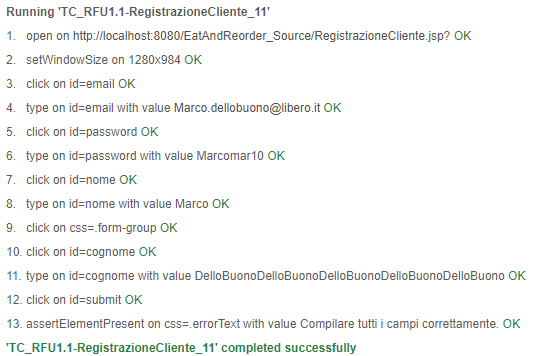 Running 'TC_RFU1.1-RegistrazioneCliente_11'
1. open on http://localhost:8080/EatAndReorder_Source/RegistrazioneCliente.jsp? OK
2. setWindowSize on 1280x984 OK
3. click on id=email OK
4. type on id=email with value Marco.dellobuono@libero.it OK
5. click on id=password OK
6. type on id=password with value Marcomar10 OK
7. click on id=nome OK
8. type on id=nome with value Marco OK
9. click on css=.form-group OK
10. click on id=cognome OK
11. type on id=cognome with value DelloBuonoDelloBuonoDelloBuonoDelloBuonoDelloBuono OK
12. click on id=submit OK
13. assertElementPresent on css=.errorText with value Compilare tutti i campi correttamente. OK
'TC_RFU1.1-RegistrazioneCliente_11' completed successfully